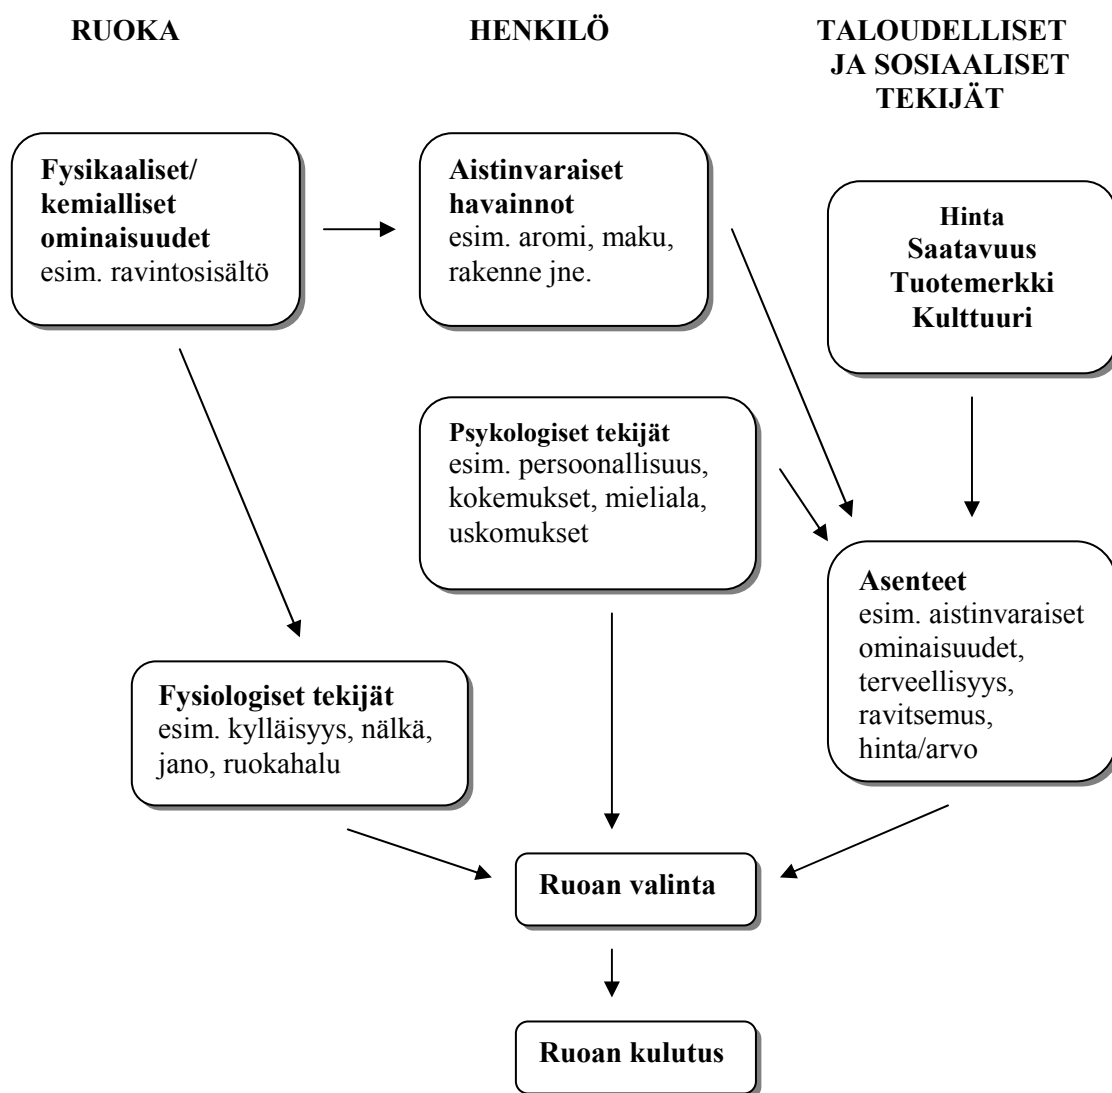 RUOKA
HENKILÖ
TALOUDELLISET
JA SOSIAALISET
TEKIJÄT
Fysikaaliset/
kemialliset
ominaisuudet
esim. ravintosisältö
Aistinvaraiset
havainnot
esim. aromi, maku,
rakenne jne.
Hinta
Saatavuus
Tuotemerkki
Kulttuuri
Psykologiset tekijät
esim. persoonallisuus,
kokemukset, mieliala,
uskomukset
Asenteet
esim. aistinvaraiset
ominaisuudet,
terveellisyys,
ravitsemus,
hinta/arvo
Fysiologiset tekijät
esim. kylläisyys, nälkä,
jano, ruokahalu
Ruoan valinta
Ruoan kulutus